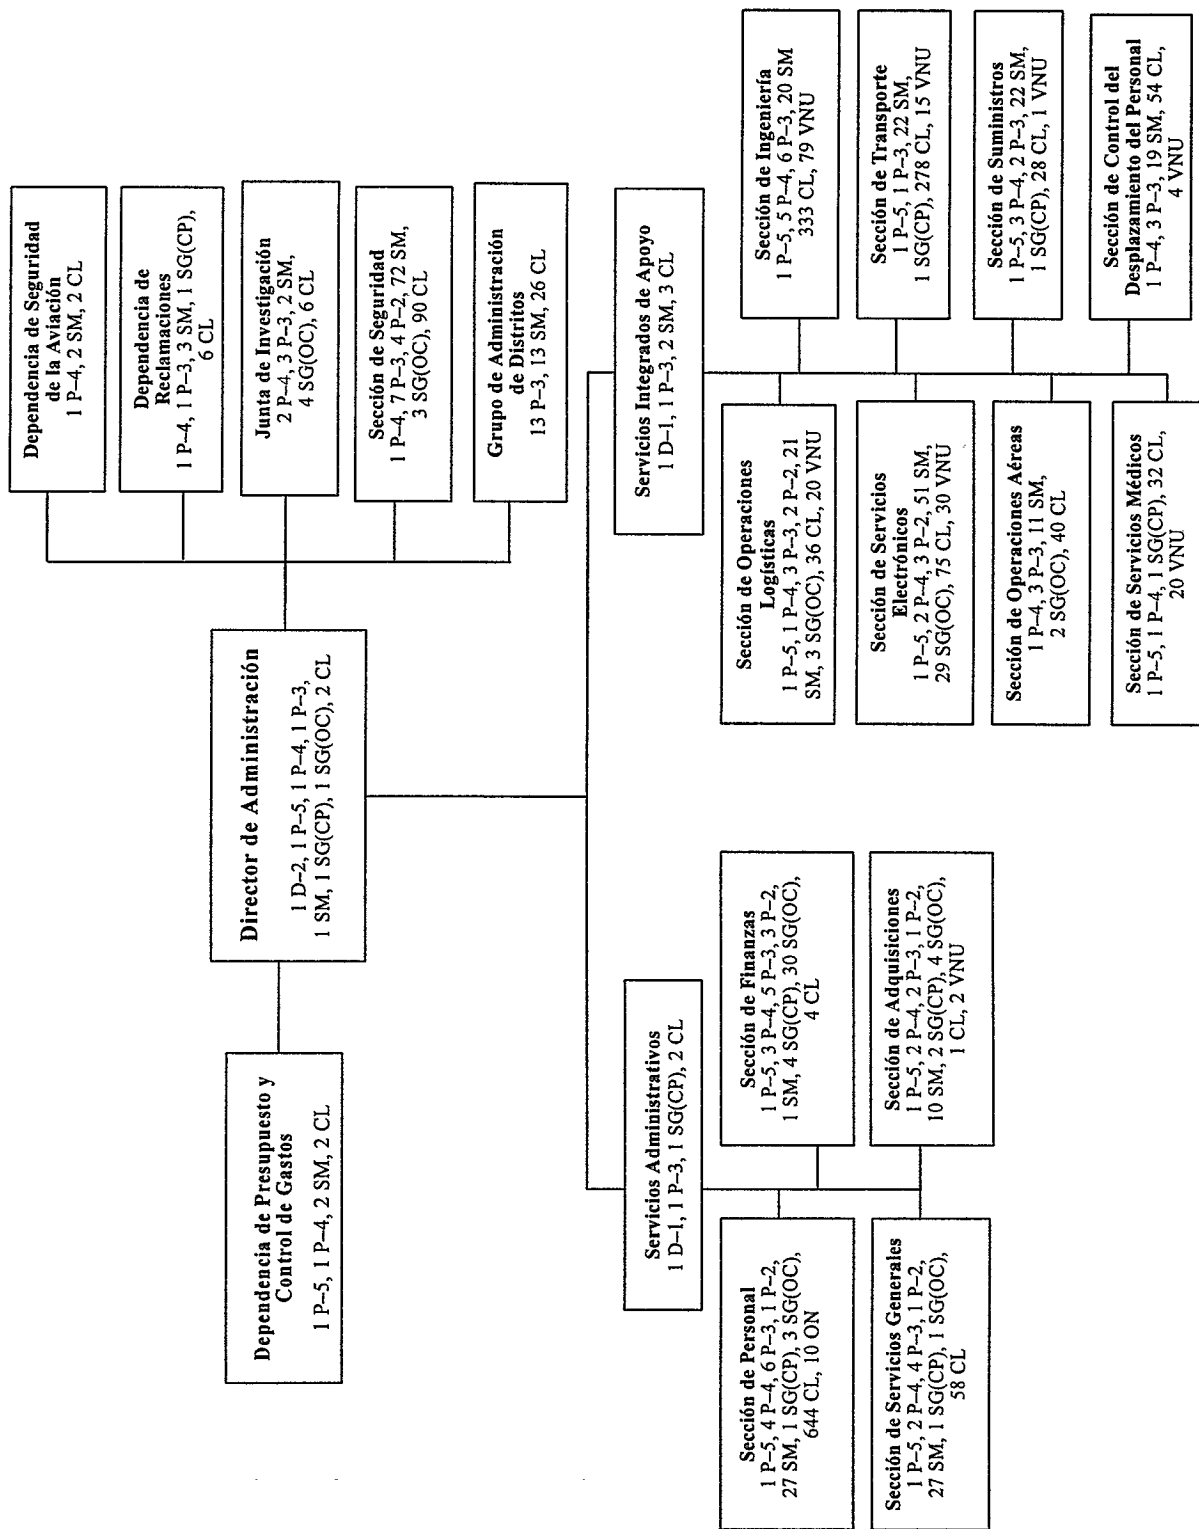 Dependencia de Presupuesto y
Control de Gastos
1 P–5, 1 P–4, 2 SM, 2 CL
Director de Administración
1 D–2, 1 P–5, 1 P–4, 1 P–3,
1 SM, 1 SG(CP), 1 SG(OC), 2 CL
Dependencia de Seguridad
de la Aviación
1 P–4, 2 SM, 2 CL
Dependencia de
Reclamaciones
1 P–4, 1 P–3, 3 SM, 1 SG(CP),
6 CL
Junta de Investigación
2 P–4, 3 P–3, 2 SM,
4 SG(OC), 6 CL
Sección de Seguridad
1 P–4, 7 P–3, 4 P–2, 72 SM,
3 SG(OC), 90 CL
Grupo de Administración
de Distritos
13 P–3, 13 SM, 26 CL
Servicios Administrativos
1 D–1, 1 P–3, 1 SG(CP), 2 CL
Sección de Personal
1 P–5, 4 P–4, 6 P–3, 1 P–2,
27 SM, 1 SG(CP), 3 SG(OC),
644 CL, 10 ON
Sección de Finanzas
1 P–5, 3 P–4, 5 P–3, 3 P–2,
1 SM, 4 SG(CP), 30 SG(OC),
4 CL
Sección de Servicios Generales
1 P–5, 2 P–4, 4 P–3, 1 P–2,
27 SM, 1 SG(CP), 1 SG(OC),
58 CL
Sección de Adquisiciones
1 P–5, 2 P–4, 2 P–3, 1 P–2,
10 SM, 2 SG(CP), 4 SG(OC),
1 CL, 2 VNU
Servicios Integrados de Apoyo
1 D–1, 1 P–3, 2 SM, 3 CL
Sección de Operaciones
Logísticas
1 P–5, 1 P–4, 3 P–3, 2 P–2, 21
SM, 3 SG(OC), 36 CL, 20 VNU
Sección de Ingeniería
1 P–5, 5 P–4, 6 P–3, 20 SM
333 CL, 79 VNU
Sección de Servicios
Electrónicos
1 P–5, 2 P–4, 3 P–2, 51 SM,
29 SG(OC), 75 CL, 30 VNU
Sección de Transporte
1 P–5, 1 P–3, 22 SM,
1 SG(CP), 278 CL, 15 VNU
Sección de Operaciones Aéreas
1 P–4, 3 P–3, 11 SM,
2 SG(OC), 40 CL
Sección de Suministros
1 P–5, 3 P–4, 2 P–3, 22 SM,
1 SG(CP), 28 CL, 1 VNU
Sección de Servicios Médicos
1 P–5, 1 P–4, 1 SG(CP), 32 CL,
20 VNU
Sección de Control del
Desplazamiento del Personal
1 P–4, 3 P–3, 19 SM, 54 CL,
4 VNU